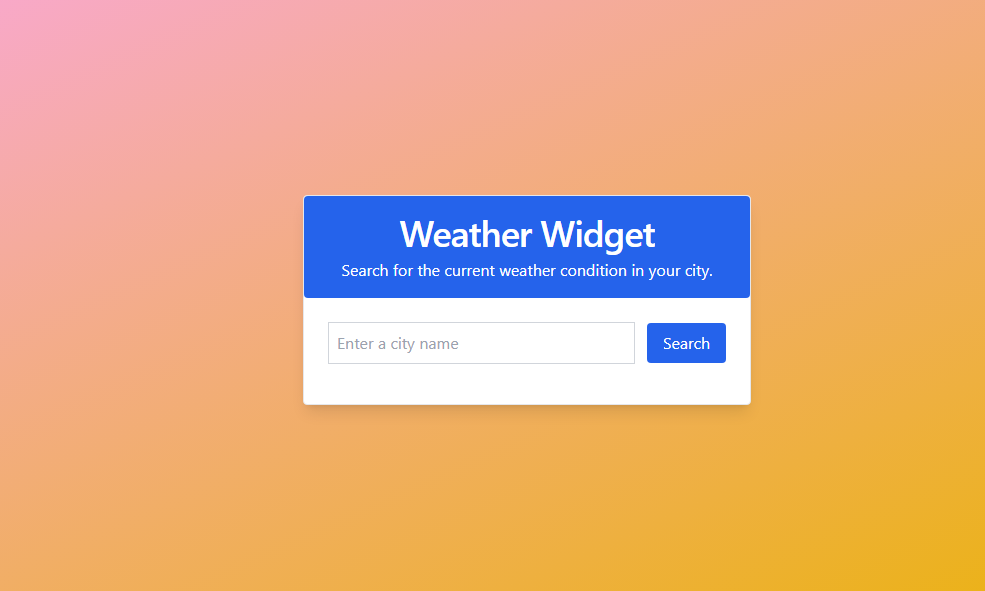 Weather Widget
Search for the current weather condition in your city.
Enter a city name
Search